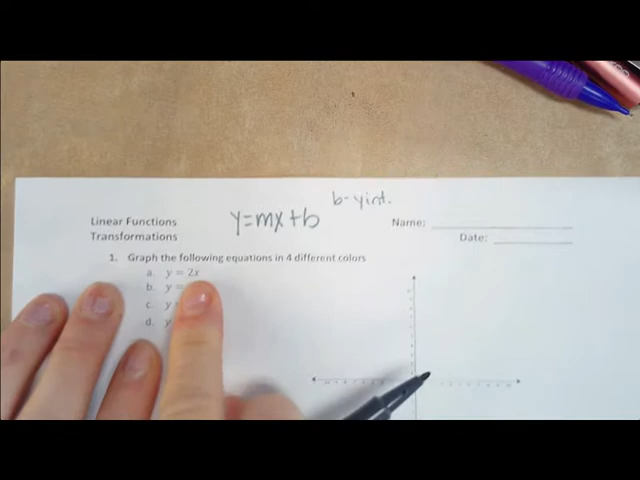 b-yint.
Linear Functions y=mx+b Name:
Transformations Date:
1. Graph the following equations in 4 different colors
a. y = 2x
b. y =
c. y
d. y